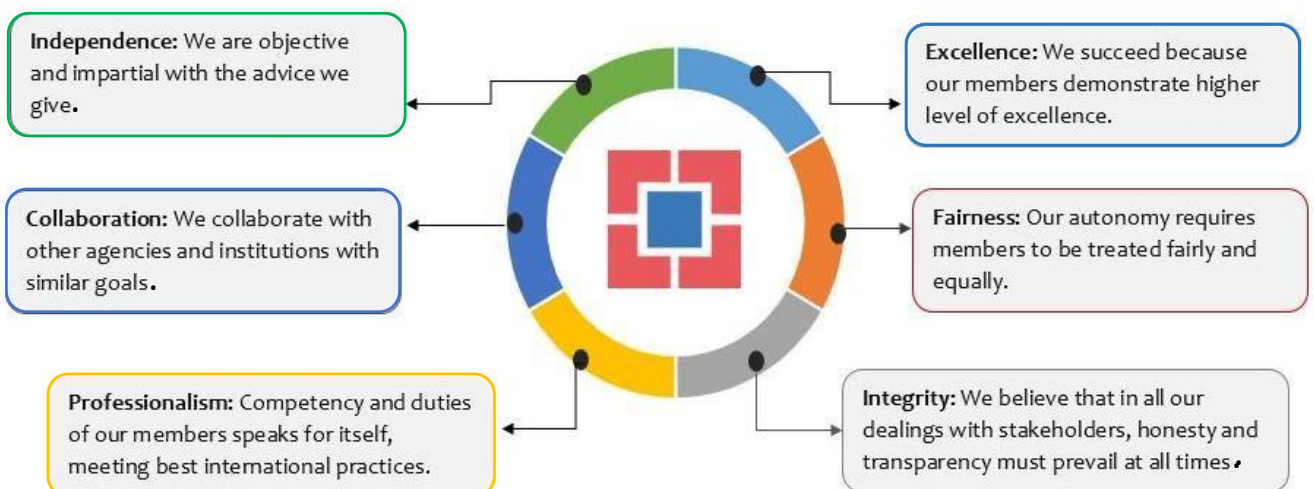 Independence: We are objective
and impartial with the advice we
give.
Excellence: We succeed because
our members demonstrate higher
level of excellence.
Collaboration: We collaborate with
other agencies and institutions with
similar goals.
Fairness: Our autonomy requires
members to be treated fairly and
equally.
Professionalism: Competency and duties
of our members speaks for itself,
meeting best international practices.
Integrity: We believe that in all our
dealings with stakeholders, honesty and
transparency must prevail at all times.